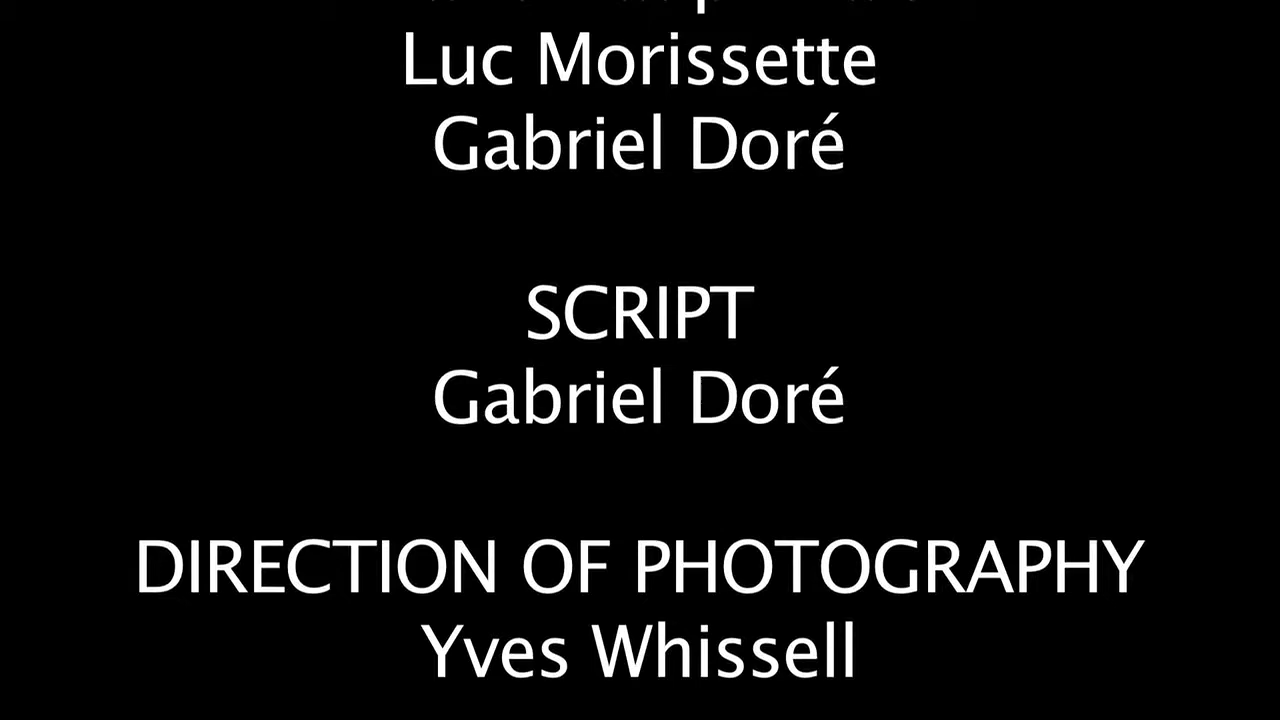 Luc Morissette
Gabriel Doré
SCRIPT
Gabriel Doré
DIRECTION OF PHOTOGRAPHY
Yves Whissell